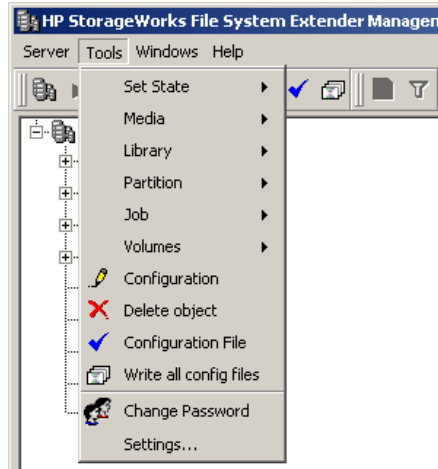 HP StorageWorks File System Extender Managem
Server Tools Windows Help
Set State
Media
Library
Partition
Job
Volumes
Configuration
Delete object
Configuration File
Write all config files
Change Password
Settings...